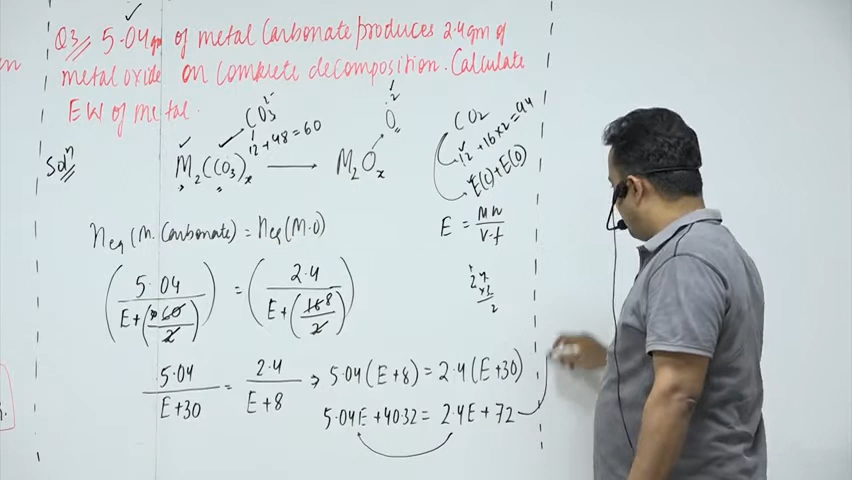 Q3 5.04gm of metal Carbonate produces 2.4gm of
metal oxide on complete decomposition. Calculate
EW of metal.
Solⁿ
CO₃²⁻
12+48=60
M₂(CO₃)ₓ ⟶ M₂Oₓ
O
CO₂
12+16×2=44
E(C)+E(O)
E = MW/V.f
n_eq (M. Carbonate) = n_eq (M.O)
(5.04/(E+(60/2))) = (2.4/(E+(16 8/2)))
5.04/(E+30) = 2.4/(E+8) ⇒ 5.04(E+8) = 2.4(E+30)
5.04E+40.32 = 2.4E+72